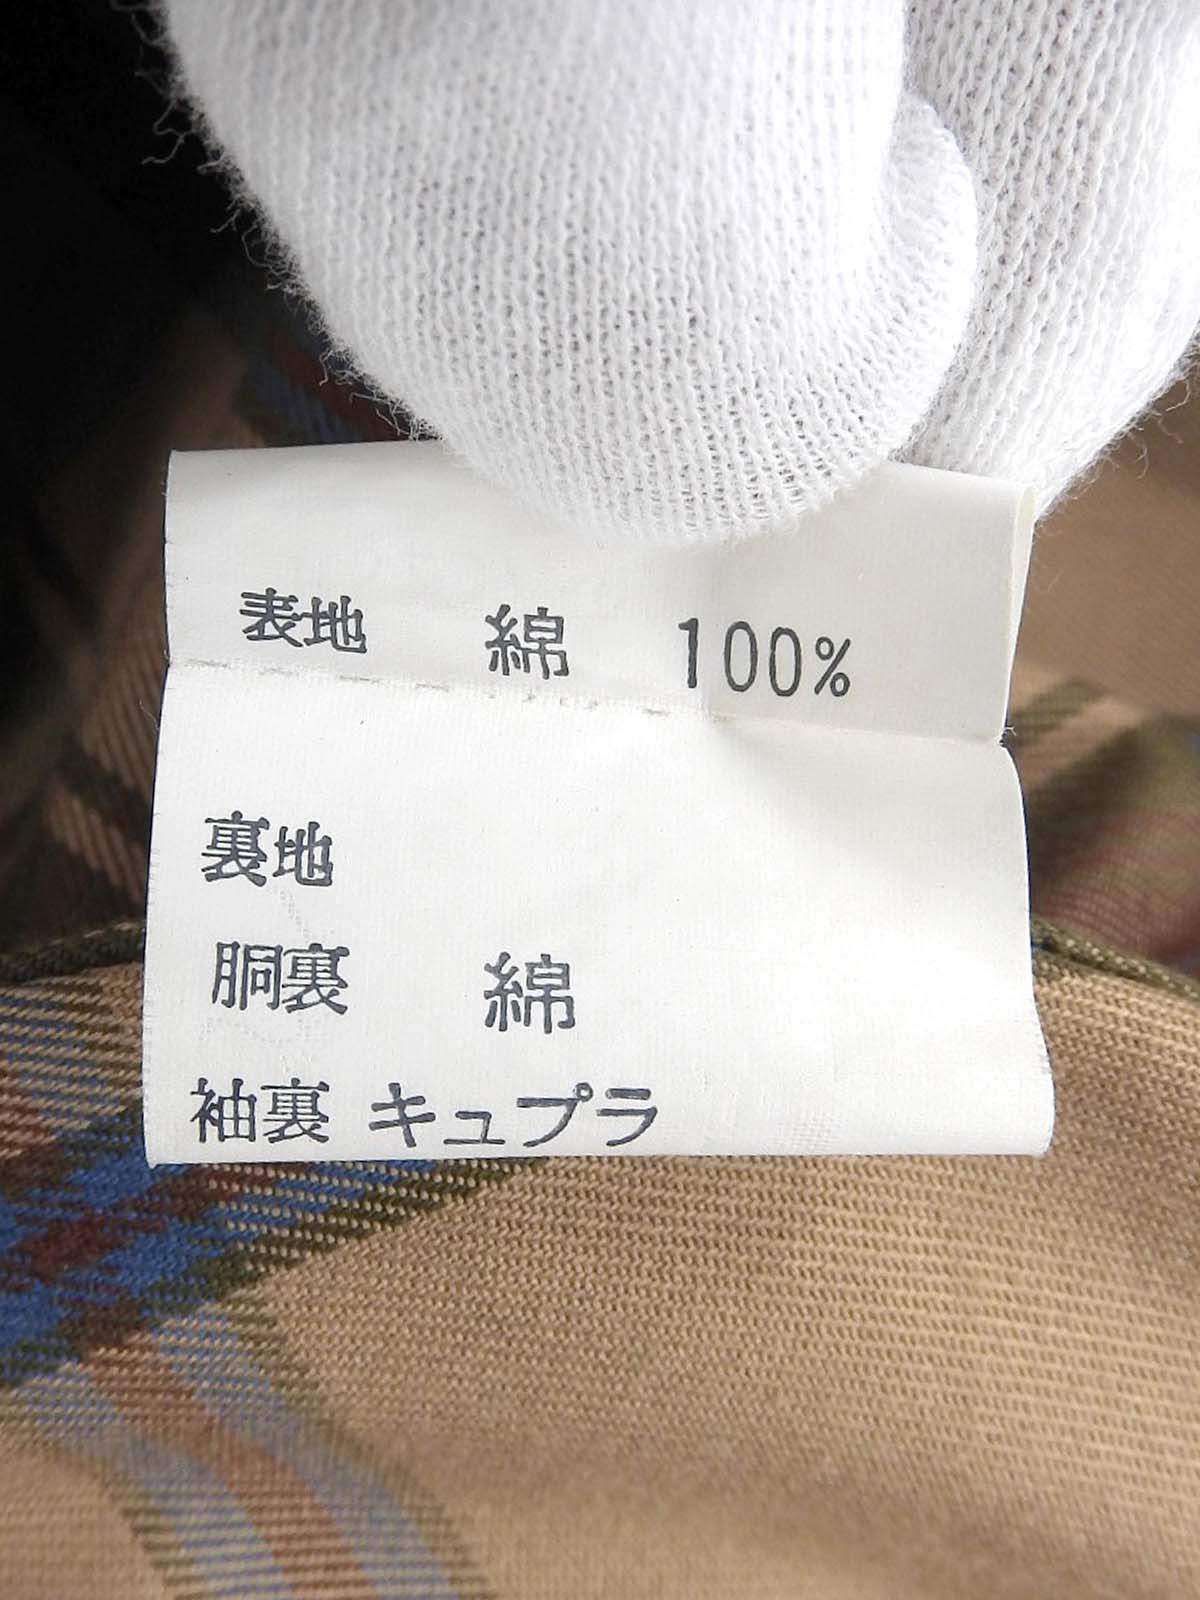 表地 綿 100%
裏地
胴裏 綿
袖裏 キュプラ